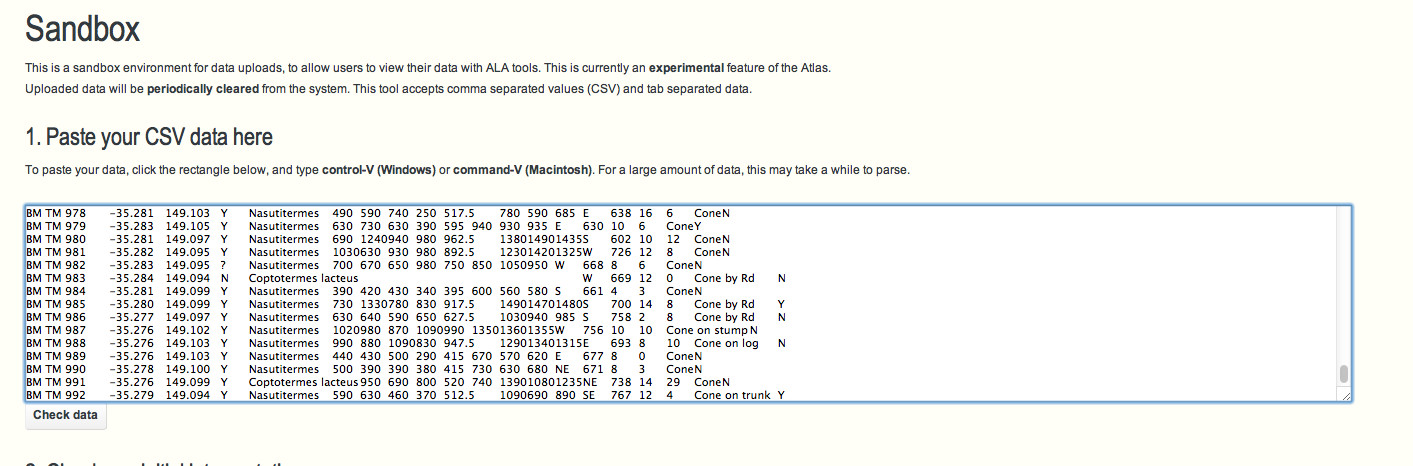 Sandbox
This is a sandbox environment for data uploads, to allow users to view their data with ALA tools. This is currently an experimental feature of the Atlas.
Uploaded data will be periodically cleared from the system. This tool accepts comma separated values (CSV) and tab separated data.
1. Paste your CSV data here
To paste your data, click the rectangle below, and type control-V (Windows) or command-V (Macintosh). For a large amount of data, this may take a while to parse.
BM TM 978 -35.281 149.103 Y Nasutitermes 490 590 740 250 517.5 780 590 685 E 638 16 6 ConeN
BM TM 979 -35.283 149.105 Y Nasutitermes 630 730 630 390 595 940 930 935 E 630 10 6 ConeY
BM TM 980 -35.281 149.097 Y Nasutitermes 690 1240940 980 962.5 138014901435S 602 10 12 ConeN
BM TM 981 -35.282 149.095 Y Nasutitermes 1030630 930 980 892.5 123014201325W 726 12 8 ConeN
BM TM 982 -35.283 149.095 ? Nasutitermes 700 670 650 980 750 850 1050950 W 668 8 6 ConeN
BM TM 983 -35.284 149.094 N Coptotermes lacteus W 669 12 0 Cone by Rd N
BM TM 984 -35.281 149.099 Y Nasutitermes 390 420 430 340 395 600 560 580 S 661 4 3 ConeN
BM TM 985 -35.280 149.099 Y Nasutitermes 730 1330780 830 917.5 149014701480S 700 14 8 Cone by Rd Y
BM TM 986 -35.277 149.097 Y Nasutitermes 630 640 590 650 627.5 1030940 985 S 758 2 8 Cone by Rd N
BM TM 987 -35.276 149.102 Y Nasutitermes 1020980 870 1090990 135013601355W 756 10 10 Cone on stump N
BM TM 988 -35.276 149.103 Y Nasutitermes 990 880 1090830 947.5 129013401315E 693 8 10 Cone on log N
BM TM 989 -35.276 149.103 Y Nasutitermes 440 430 500 290 415 670 570 620 E 677 8 0 ConeN
BM TM 990 -35.278 149.100 Y Nasutitermes 500 390 390 380 415 730 630 680 NE 671 8 3 ConeN
BM TM 991 -35.276 149.099 Y Coptotermes lacteus 950 690 800 520 740 139010801235NE 738 14 29 ConeN
BM TM 992 -35.279 149.094 Y Nasutitermes 590 630 460 370 512.5 1090690 890 SE 767 12 4 Cone on trunk Y
Check data